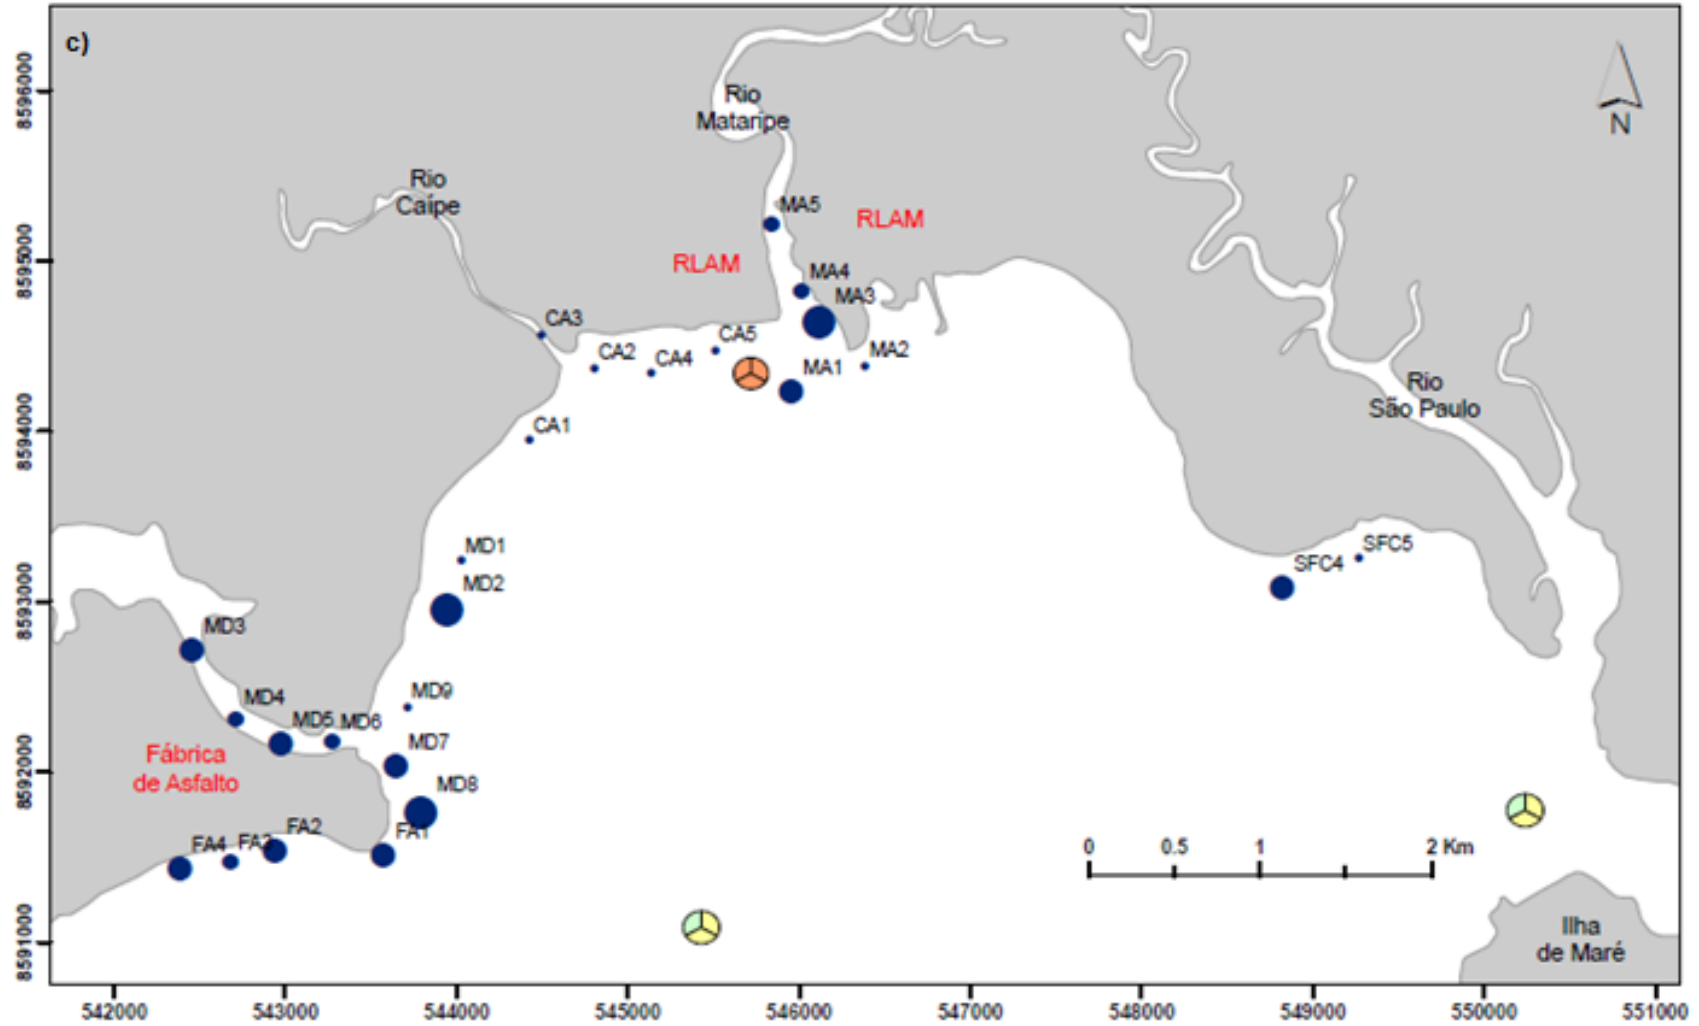 c)
8596000
8595000
8594000
8593000
8592000
8591000
N
Rio
Mataripe
Rio
Caípe
MA5
RLAM
RLAM
MA4
MA3
CA3
CA5
CA2
CA4
MA2
MA1
Rio
São Paulo
CA1
MD1
MD2
SFC5
SFC4
MD3
MD9
MD4
MD5
MD6
MD7
Fábrica
de Asfalto
MD8
FA1
FA2
FA3
FA4
0
0.5
1
2 Km
Ilha
de Maré
542000
543000
544000
545000
546000
547000
548000
549000
550000
551000